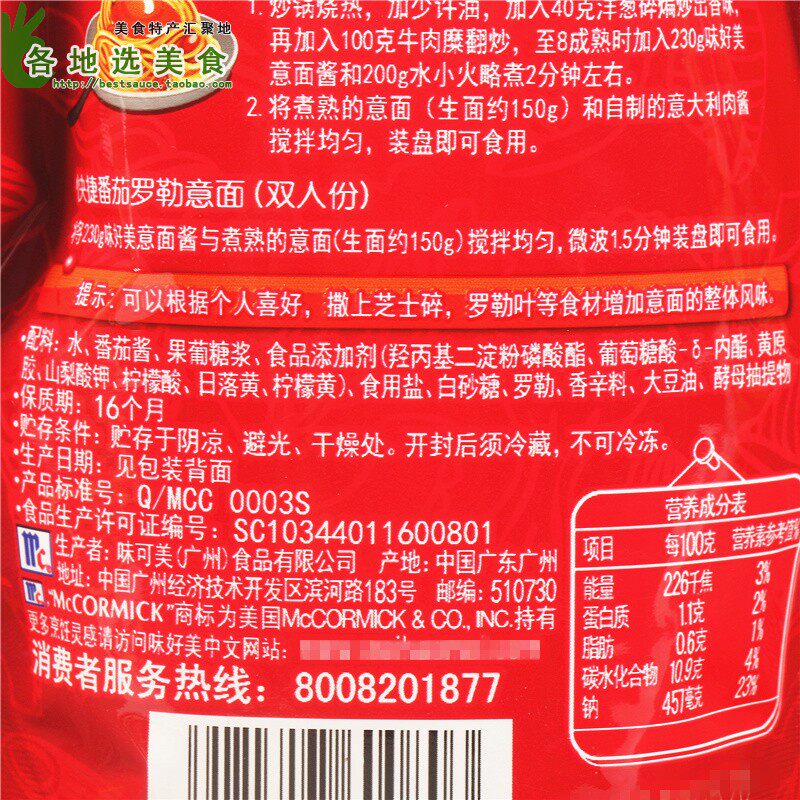 美食特产汇聚地
各地选美食
http://bestsauce.taobao.com
1. 炒锅烧热，加少许油，加入40克洋葱碎煸炒出香味，
再加入100克牛肉糜翻炒，至8成熟时加入230g味好美
意面酱和200g水小火略煮2分钟左右。
2. 将煮熟的意面（生面约150g）和自制的意大利肉酱
搅拌均匀，装盘即可食用。
快捷番茄罗勒意面（双人份）
将230g味好美意面酱与煮熟的意面(生面约150g)搅拌均匀，微波1.5分钟装盘即可食用。
提示：可以根据个人喜好，撒上芝士碎，罗勒叶等食材增加意面的整体风味。
·配料：水、番茄酱、果葡糖浆、食品添加剂(羟丙基二淀粉磷酸酯、葡萄糖酸-δ-内酯、黄原
胶、山梨酸钾、柠檬酸、日落黄、柠檬黄)、食用盐、白砂糖、罗勒、香辛料、大豆油、酵母抽提物
·保质期：16个月
·贮存条件：贮存于阴凉、避光、干燥处。开封后须冷藏，不可冷冻。
·生产日期：见包装背面
·产品标准号：Q/MCC 0003S
·食品生产许可证编号：SC10344011600801
生产者：味可美(广州)食品有限公司 产地：中国广东广州
地址：中国广州经济技术开发区滨河路183号 邮编：510730
"McCORMICK"商标为美国McCORMICK & CO., INC.持有
更多烹饪灵感请访问味好美中文网站：
消费者服务热线：8008201877
营养成分表
项目 每100克 营养素参考值%
能量 226千焦 3%
蛋白质 1.1克 2%
脂肪 0.6克 1%
碳水化合物 10.9克 4%
钠 457毫克 23%